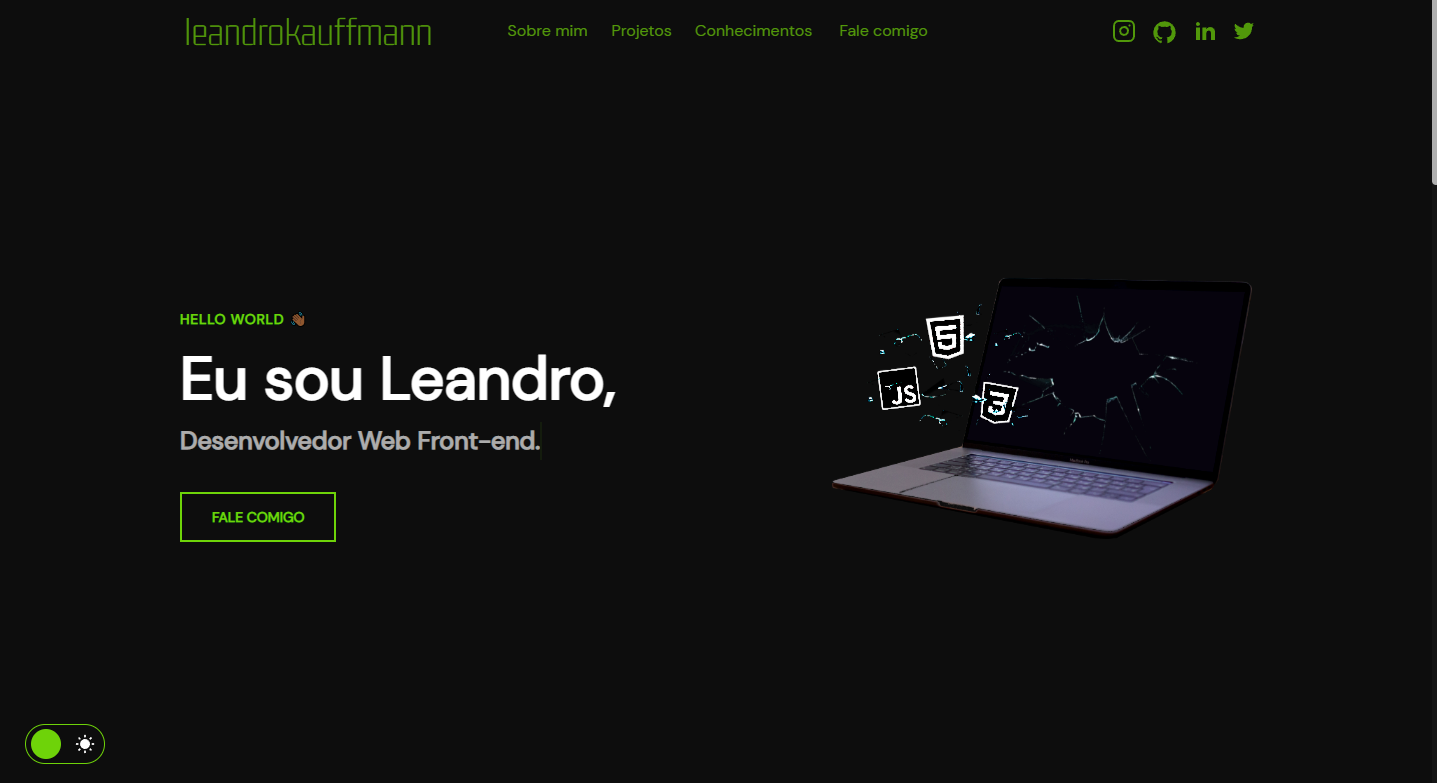 leandrokauffmann
Sobre mim Projetos Conhecimentos Fale comigo
HELLO WORLD 👋🏾
Eu sou Leandro,
Desenvolvedor Web Front-end.
FALE COMIGO
5
JS
3